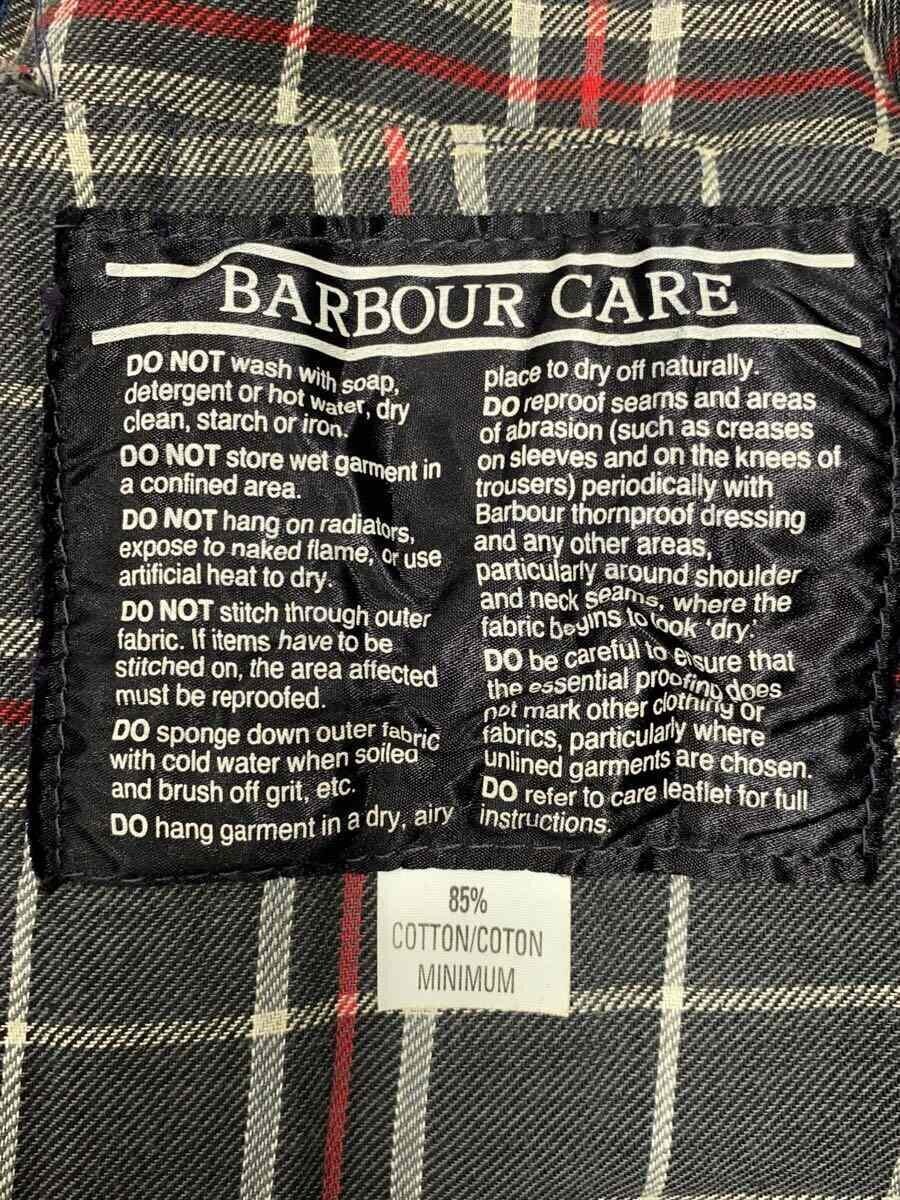 BARBOUR CARE
DO NOT wash with soap,
detergent or hot water, dry
clean, starch or iron.
DO NOT store wet garment in
a confined area.
DO NOT hang on radiators,
expose to naked flame, or use
artificial heat to dry.
DO NOT stitch through outer
fabric. If items have to be
stitched on, the area affected
must be reproofed.
DO sponge down outer fabric
with cold water when soiled
and brush off grit, etc.
DO hang garment in a dry, airy
place to dry off naturally.
DO reproof seams and areas
of abrasion (such as creases
on sleeves and on the knees of
trousers) periodically with
Barbour thornproof dressing
and any other areas,
particularly around shoulder
and neck seams, where the
fabric begins to look 'dry'.
DO be careful to ensure that
the essential proofing does
not mark other clothing or
fabrics, particularly where
unlined garments are chosen.
DO refer to care leaflet for full
instructions.
85%
COTTON/COTON
MINIMUM